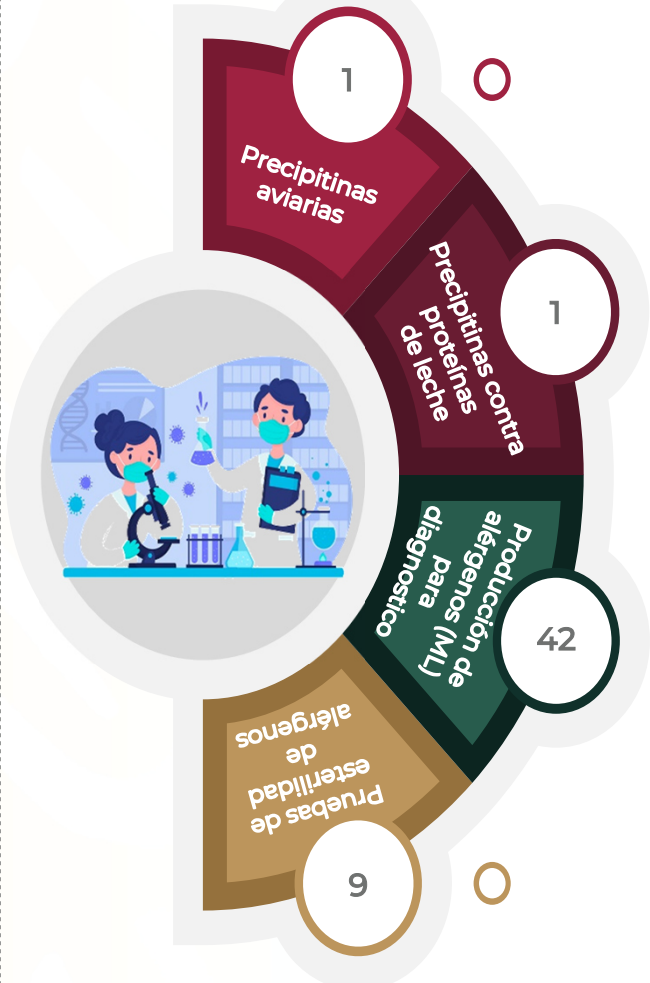 1
Precipitinas
aviarias
1
Precipitinas contra
proteínas
de leche
42
Producción de
alérgenos (ML)
para
diagnostico
9
Pruebas de
esterilidad
de
alérgenos